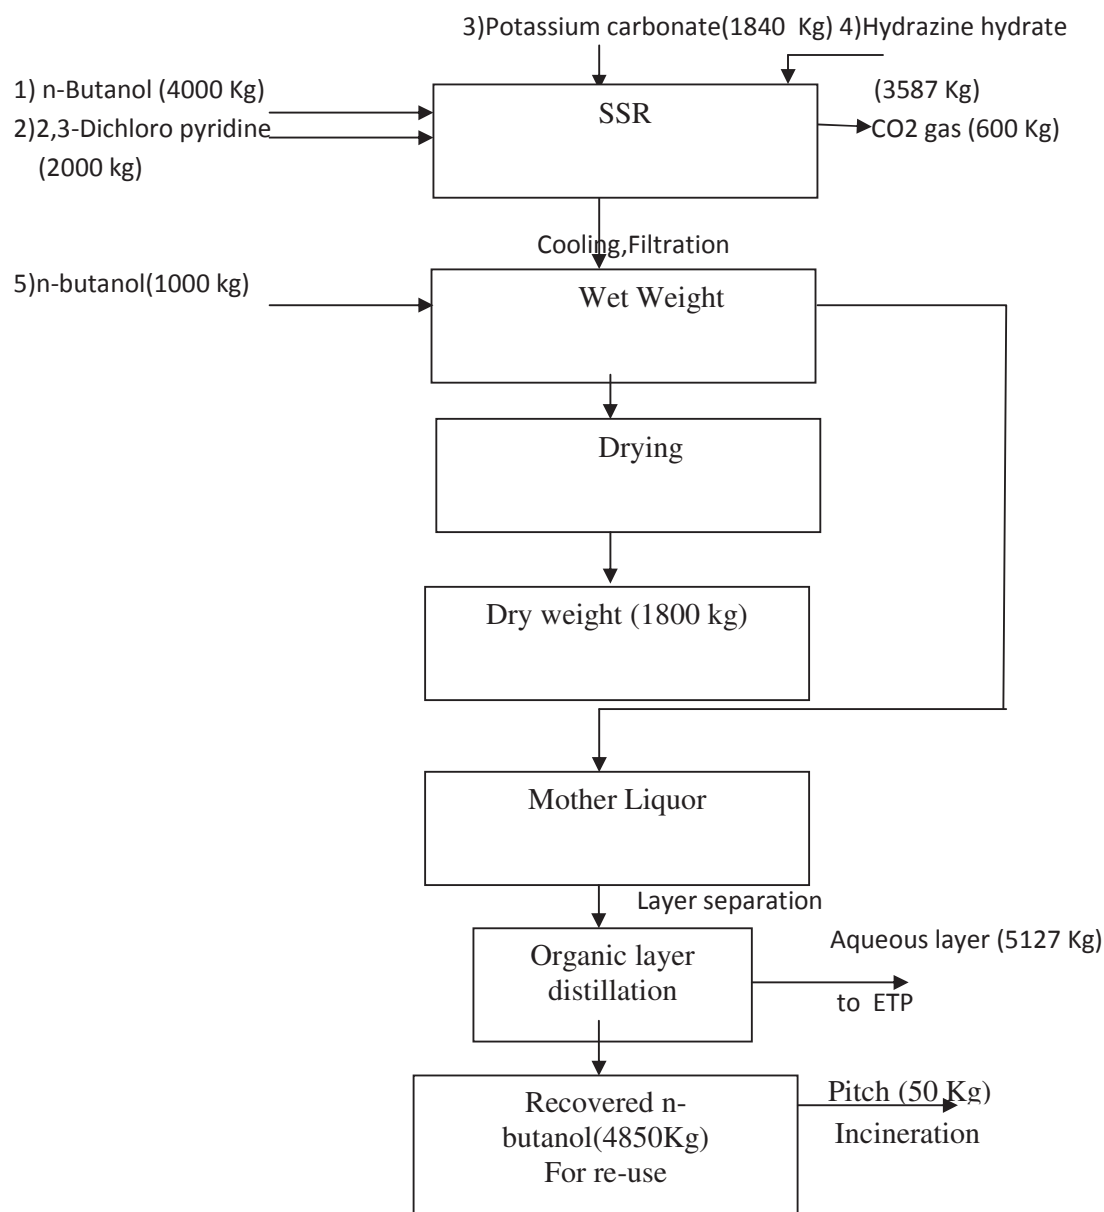 3)Potassium carbonate(1840 Kg) 4)Hydrazine hydrate
1) n-Butanol (4000 Kg)
(3587 Kg)
SSR
2)2,3-Dichloro pyridine
CO2 gas (600 Kg)
(2000 kg)
Cooling,Filtration
5)n-butanol(1000 kg)
Wet Weight
Drying
Dry weight (1800 kg)
Mother Liquor
Layer separation
Aqueous layer (5127 Kg)
Organic layer
distillation
to ETP
Pitch (50 Kg)
Recovered n-
butanol(4850Kg)
Incineration
For re-use